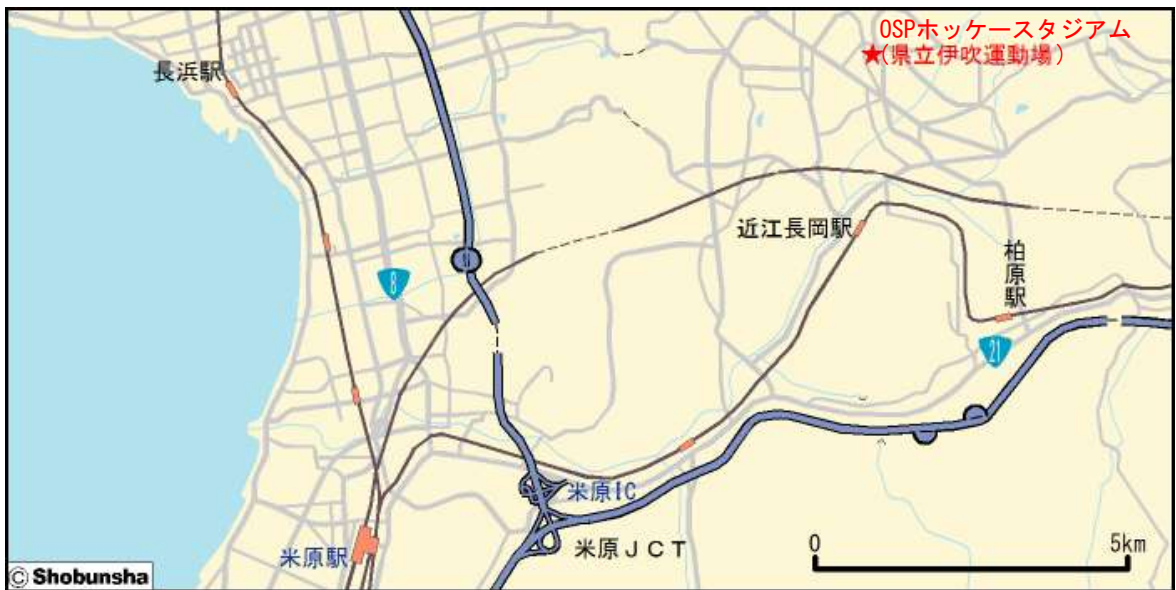 OSPホッケースタジアム
★(県立伊吹運動場)
長浜駅
近江長岡駅
柏原駅
8
21
米原IC
米原駅
米原JCT
0 5km
© Shobunsha